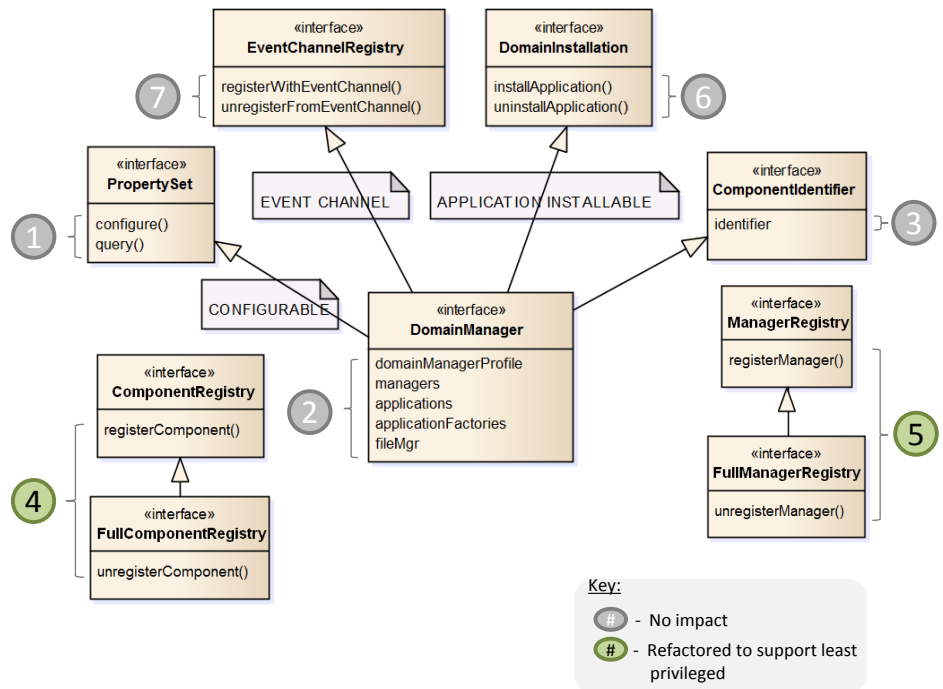 «interface»
EventChannelRegistry
registerWithEventChannel()
unregisterFromEventChannel()
7
«interface»
DomainInstallation
installApplication()
uninstallApplication()
6
«interface»
PropertySet
configure()
query()
1
EVENT CHANNEL
APPLICATION INSTALLABLE
«interface»
ComponentIdentifier
identifier
3
CONFIGURABLE
«interface»
DomainManager
domainManagerProfile
managers
applications
applicationFactories
fileMgr
2
«interface»
ManagerRegistry
registerManager()
«interface»
FullManagerRegistry
unregisterManager()
5
«interface»
ComponentRegistry
registerComponent()
«interface»
FullComponentRegistry
unregisterComponent()
4
Key:
# - No impact
# - Refactored to support least
privileged